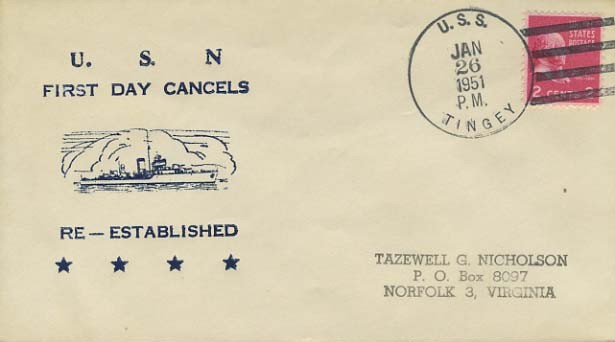 U. S. N
FIRST DAY CANCELS
RE-ESTABLISHED
U.S.S.
JAN
26
1951
P.M.
TINGEY
UNITED
STATES
POSTAGE
2 CENTS 2
TAZEWELL G. NICHOLSON
P. O. Box 8097
NORFOLK 3, VIRGINIA